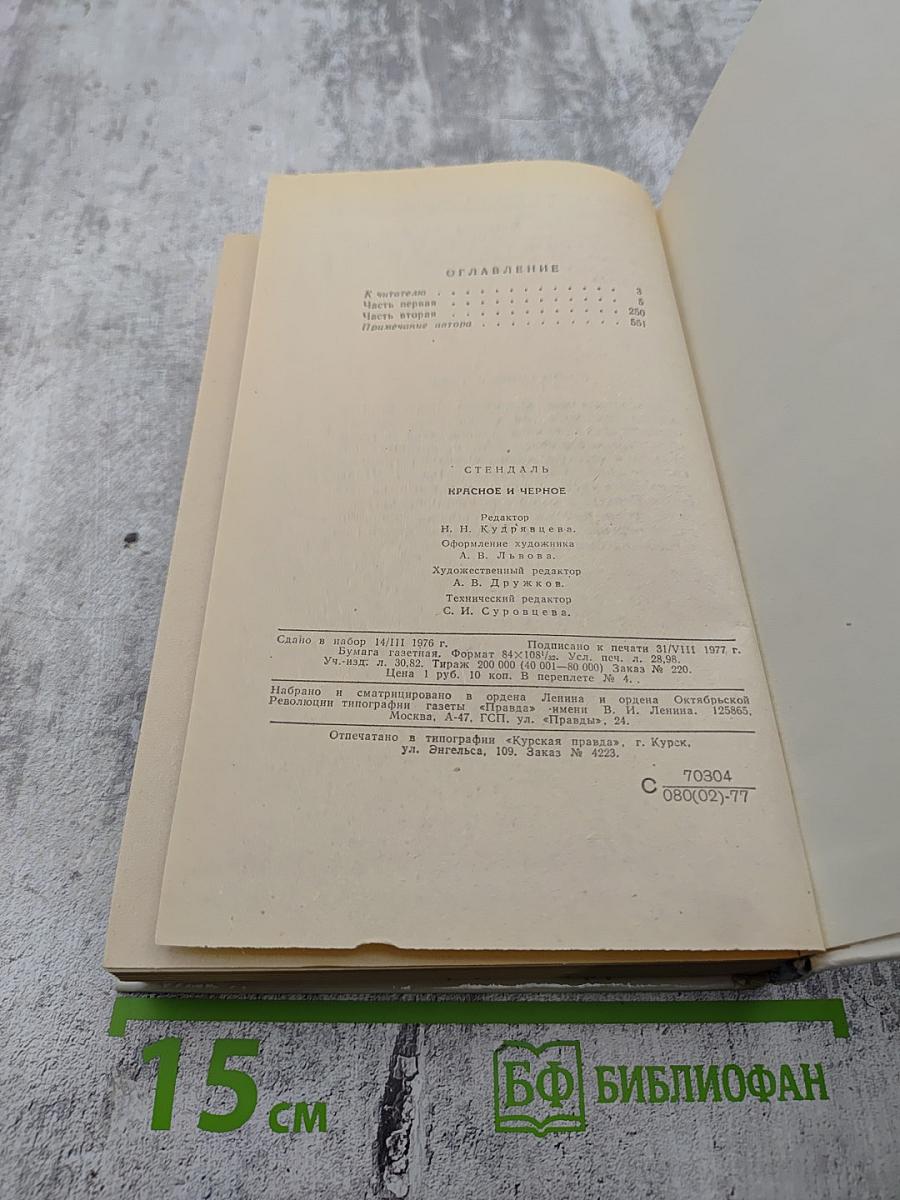 ОГЛАВЛЕНИЕ
К читателю . . . . . . . . . . . . 3
Часть первая . . . . . . . . . . . 5
Часть вторая . . . . . . . . . . . 250
Примечание автора . . . . . . . . . 551
СТЕНДАЛЬ
КРАСНОЕ И ЧЕРНОЕ
Редактор
Н. Н. Кудрявцева.
Оформление художника
А. В. Львова.
Художественный редактор
А. В. Дружков.
Технический редактор
С. И. Суровцева.
Сдано в набор 14/III 1976 г. Подписано к печати 31/VIII 1977 г.
Бумага газетная. Формат 84×108¹/₃₂. Усл. печ. л. 28,98.
Уч.-изд. л. 30,82. Тираж 200 000 (40 001—80 000) Заказ № 220.
Цена 1 руб. 10 коп. В переплете № 4.
Набрано и сматрицировано в ордена Ленина и ордена Октябрьской
Революции типографии газеты «Правда» имени В. И. Ленина. 125865,
Москва, А-47, ГСП, ул. «Правды», 24.
Отпечатано в типографии «Курская правда», г. Курск,
ул. Энгельса, 109. Заказ № 4223.
С 70304
080(02)-77
15 см
БФ БИБЛИОФАН